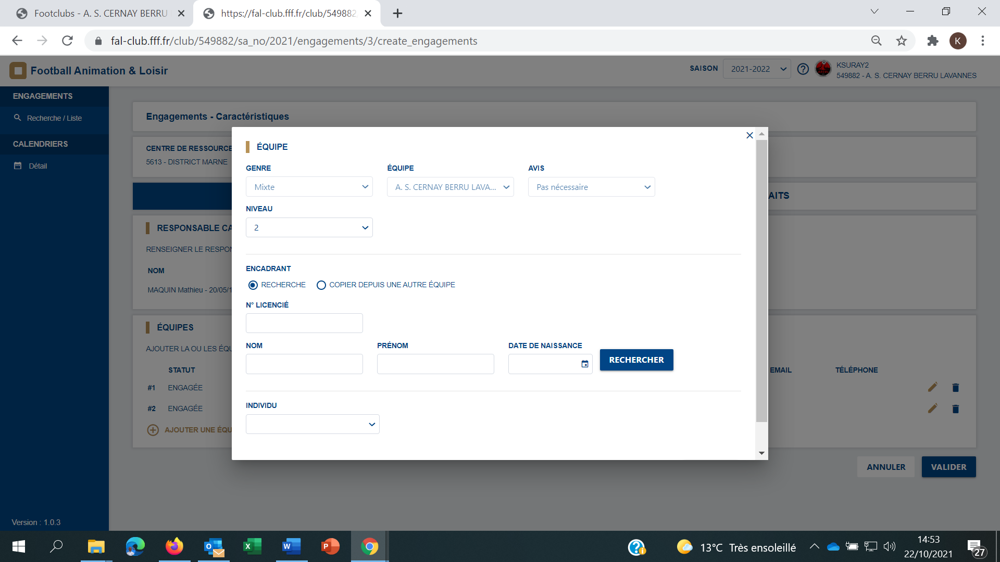 Footclubs - A. S. CERNAY BERRU
https://fal-club.fff.fr/club/549882
fal-club.fff.fr/club/549882/sa_no/2021/engagements/3/create_engagements
K
Football Animation & Loisir
SAISON
2021-2022
KSURAY2
549882 - A. S. CERNAY BERRU LAVANNES
ENGAGEMENTS
Recherche / Liste
CALENDRIERS
Détail
Version : 1.0.3
Engagements - Caractéristiques
CENTRE DE RESSOURCE
5613 - DISTRICT MARNE
AITS
RESPONSABLE CA
RENSEIGNER LE RESPON
NOM
MAQUIN Mathieu - 20/05/1
ÉQUIPES
AJOUTER LA OU LES ÉQU
STATUT
EMAIL
TÉLÉPHONE
#1 ENGAGÉE
#2 ENGAGÉE
AJOUTER UNE ÉQU
ANNULER
VALIDER
ÉQUIPE
GENRE
ÉQUIPE
AVIS
Mixte
A. S. CERNAY BERRU LAVA...
Pas nécessaire
NIVEAU
2
ENCADRANT
RECHERCHE
COPIER DEPUIS UNE AUTRE ÉQUIPE
N° LICENCIÉ
NOM
PRÉNOM
DATE DE NAISSANCE
RECHERCHER
INDIVIDU
13°C Très ensoleillé
14:53
22/10/2021
27